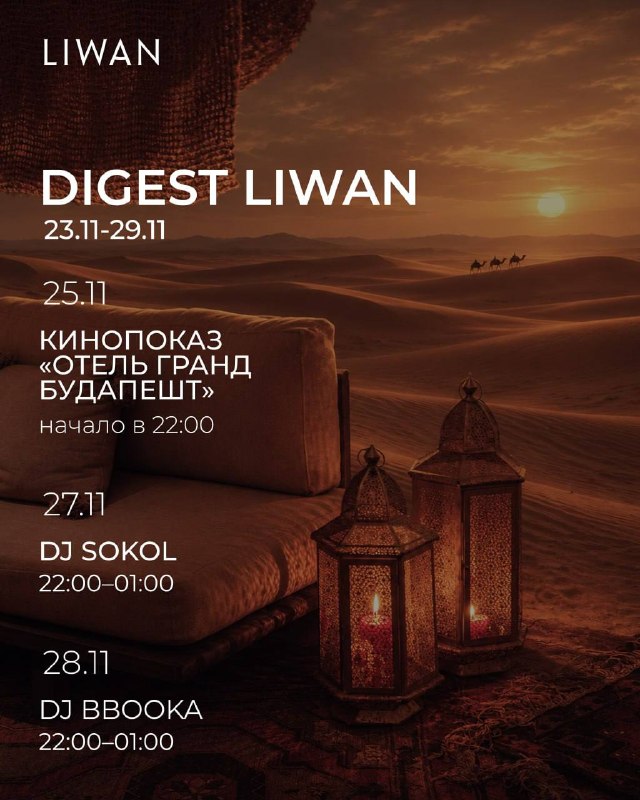 LIWAN
DIGEST LIWAN
23.11-29.11
25.11
КИНОПОКАЗ
«ОТЕЛЬ ГРАНД
БУДАПЕШТ»
начало в 22:00
27.11
DJ SOKOL
22:00–01:00
28.11
DJ BBOOKA
22:00–01:00